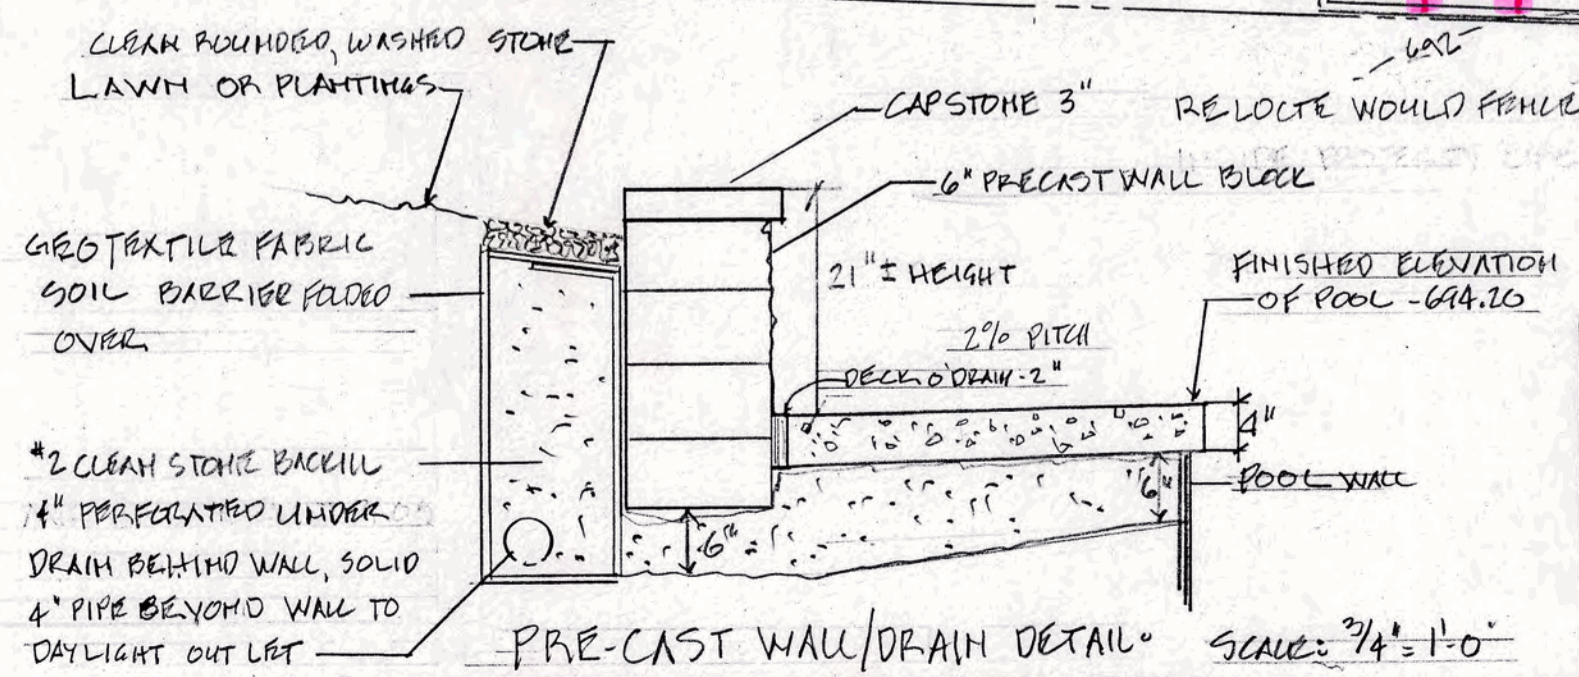 CLEAN ROUNDED, WASHED STONE
LAWN OR PLANTINGS
GEOTEXTILE FABRIC
SOIL BARRIER FOLDED
OVER
#2 CLEAN STONE BACKILL
4" PERFORATED UNDER
DRAIN BEHIND WALL, SOLID
4" PIPE BEYOND WALL TO
DAYLIGHT OUT LET
CAPSTONE 3"
6" PRECAST WALL BLOCK
21" ± HEIGHT
2% PITCH
DECK O' DRAIN - 2"
692
RELOCTE WOULD FENCE
FINISHED ELEVATION
OF POOL - 694.20
4"
6"
POOL WALL
6"
PRE-CAST WALL/DRAIN DETAIL
SCALE: 3/4" = 1'-0"